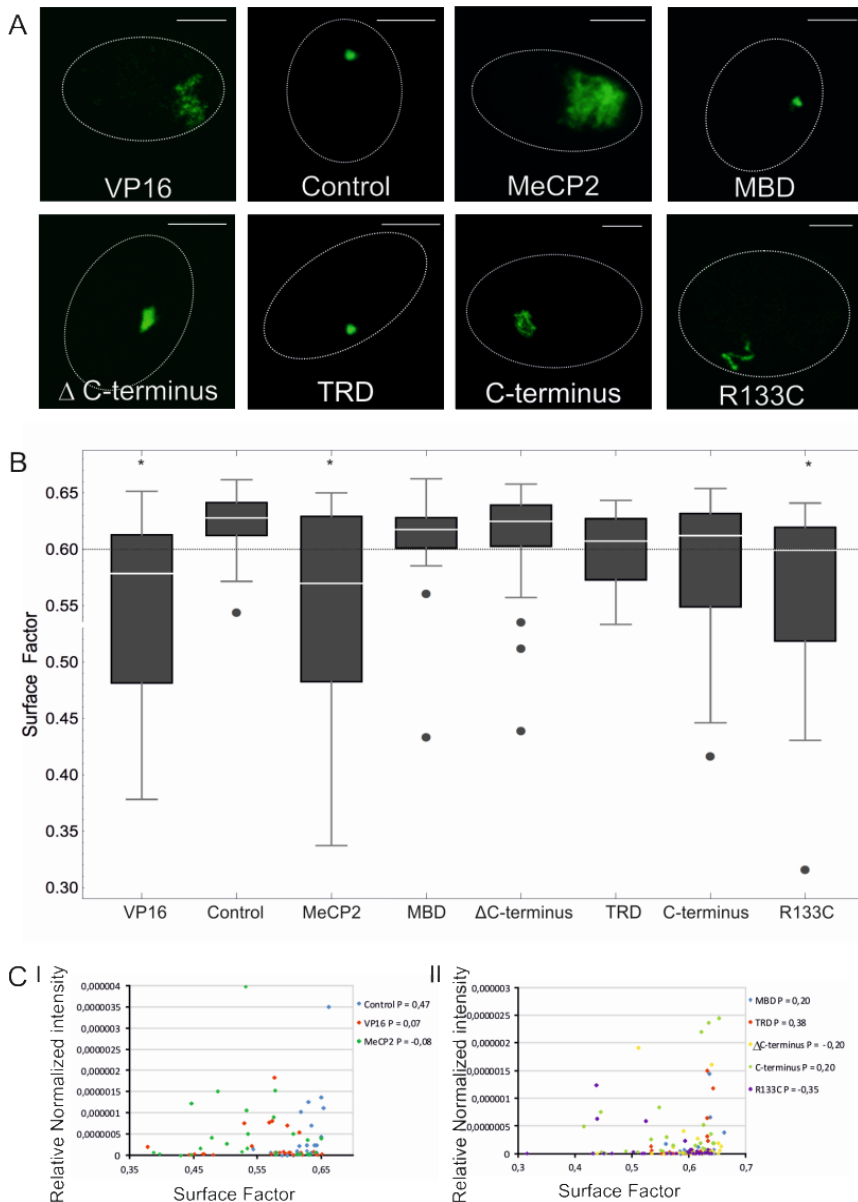 A
VP16
Control
MeCP2
MBD
Δ C-terminus
TRD
C-terminus
R133C
B
* * *
Surface Factor
0.65
0.60
0.55
0.50
0.45
0.40
0.35
0.30
VP16 Control MeCP2 MBD ΔC-terminus TRD C-terminus R133C
C I
Relative Normalized intensity
0,000004
0,0000035
0,000003
0,0000025
0,000002
0,0000015
0,000001
0,0000005
0
0,35 0,45 0,55 0,65
Surface Factor
Control P = 0,47
VP16 P = 0,07
MeCP2 P = -0,08
II
Relative Normalized intensity
0,000003
0,0000025
0,000002
0,0000015
0,000001
0,0000005
0
0,3 0,4 0,5 0,6 0,7
Surface Factor
MBD P = 0,20
TRD P = 0,38
ΔC-terminus P = -0,20
C-terminus P = 0,20
R133C P = -0,35